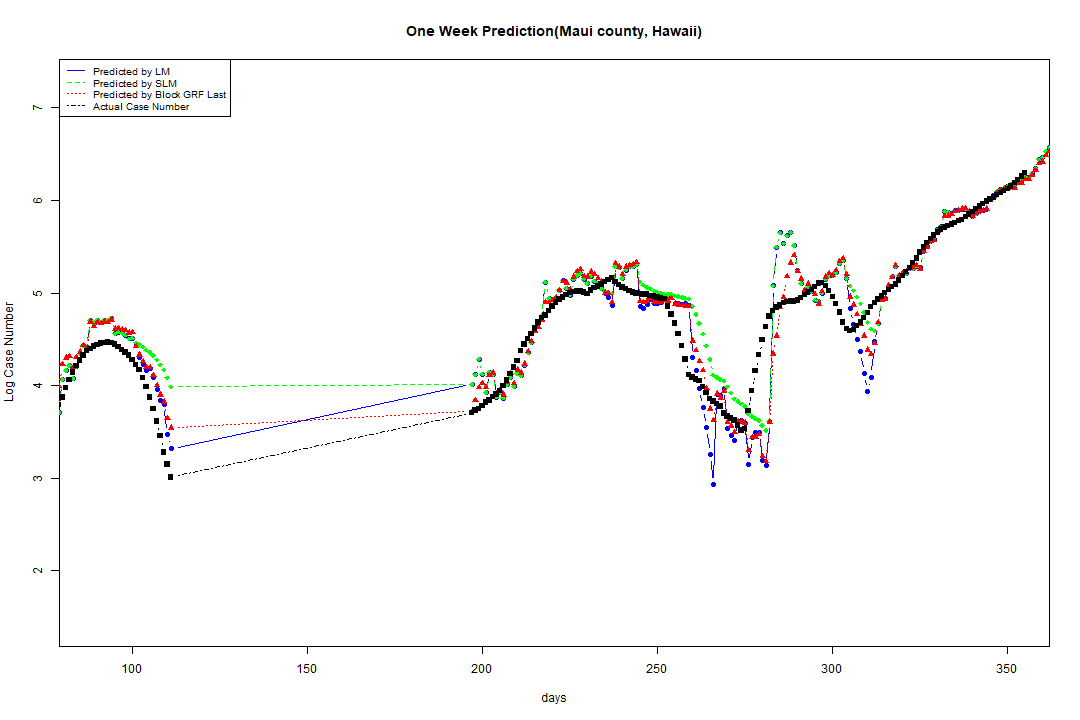 One Week Prediction(Maui county, Hawaii)
Predicted by LM
Predicted by SLM
Predicted by Block GRF Last
Actual Case Number
7
6
5
4
3
2
Log Case Number
100 150 200 250 300 350
days